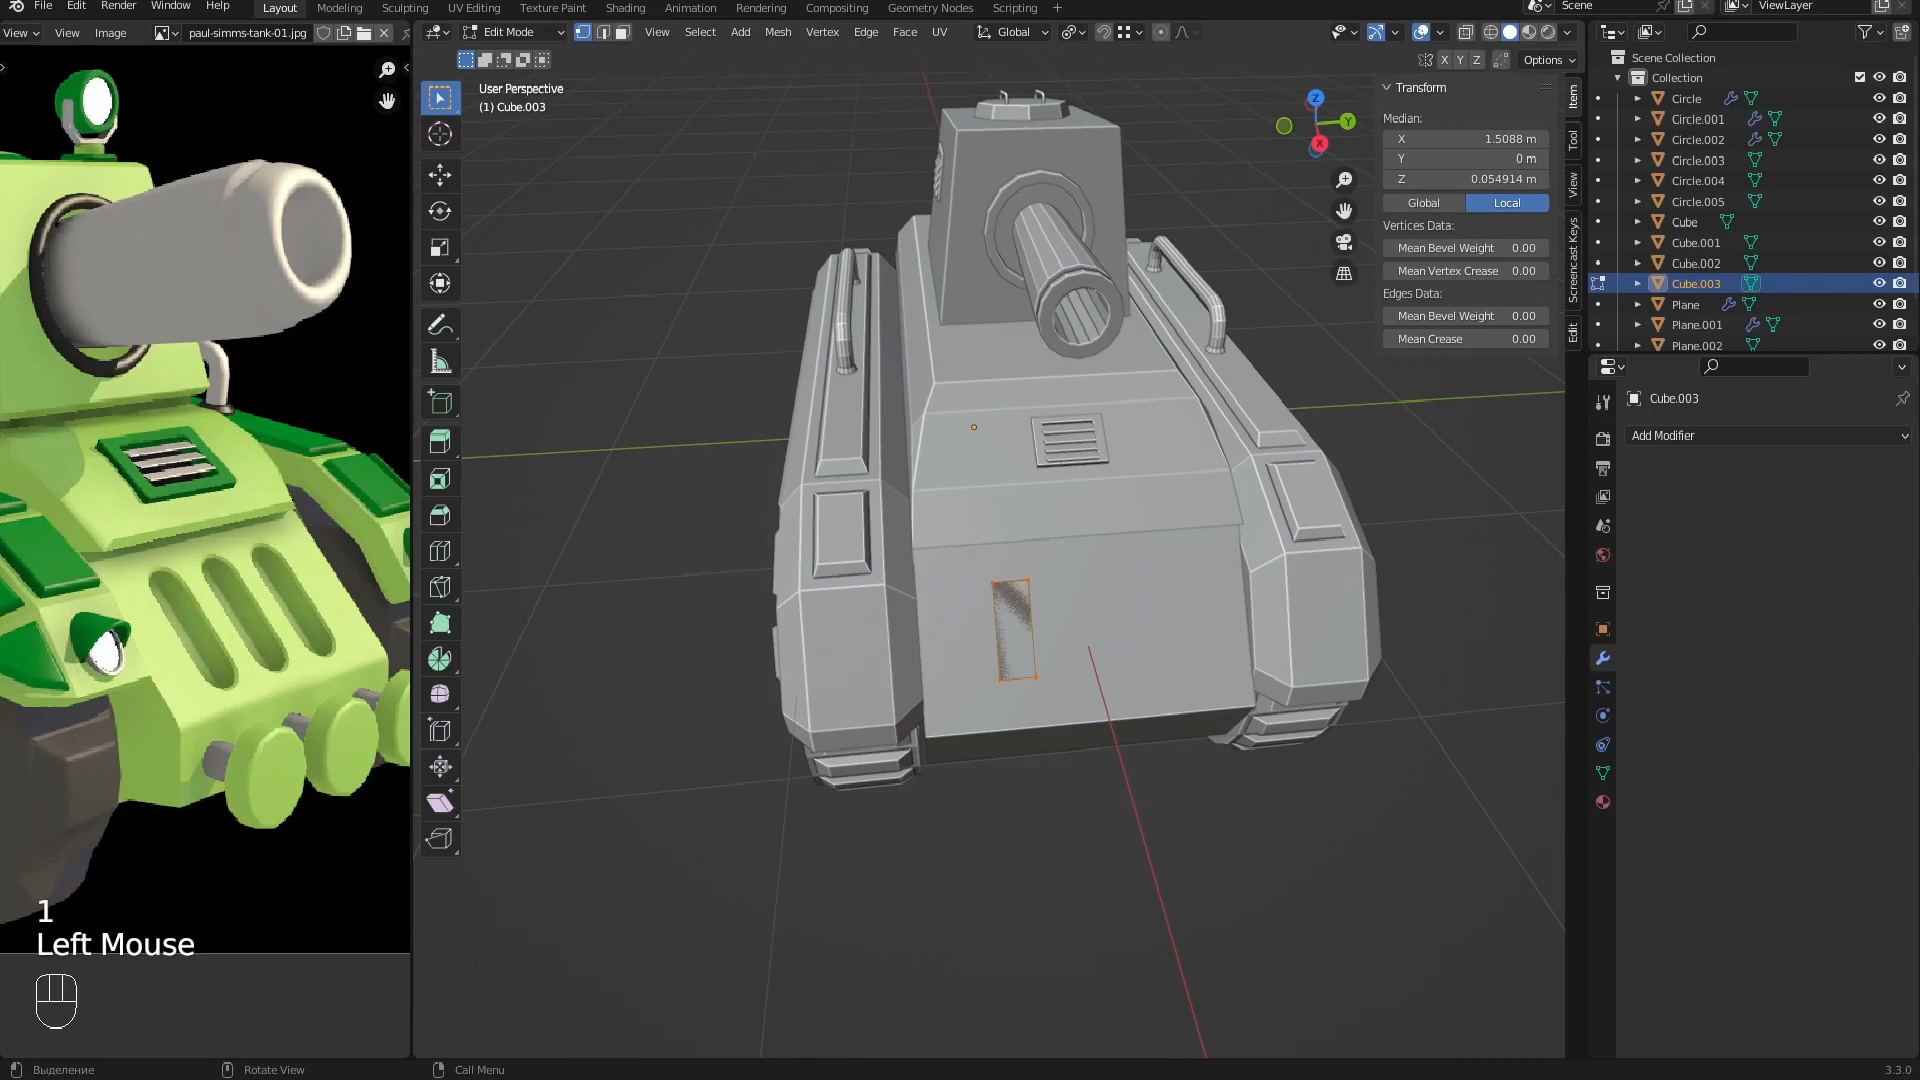 File Edit Render Window Help Layout Modeling Sculpting UV Editing Texture Paint Shading Animation Rendering Compositing Geometry Nodes Scripting + Scene ViewLayer
View View Image paul-simms-tank-01.jpg Edit Mode View Select Add Mesh Vertex Edge Face UV Global
X Y Z Options
User Perspective
(1) Cube.003
Z
Y
X
Transform
Median:
X 1.5088 m
Y 0 m
Z 0.054914 m
Global Local
Vertices Data:
Mean Bevel Weight 0.00
Mean Vertex Crease 0.00
Edges Data:
Mean Bevel Weight 0.00
Mean Crease 0.00
Item
Tool
View
Screencast Keys
Edit
Scene Collection
Collection
Circle
Circle.001
Circle.002
Circle.003
Circle.004
Circle.005
Cube
Cube.001
Cube.002
Cube.003
Plane
Plane.001
Plane.002
Cube.003
Add Modifier
1
Left Mouse
Выделение Rotate View Call Menu 3.3.0